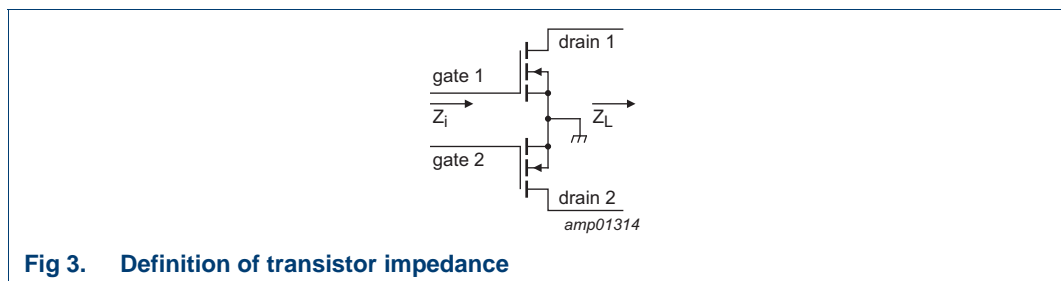 drain 1
gate 1
Zi
ZL
gate 2
drain 2
amp01314
Fig 3. Definition of transistor impedance